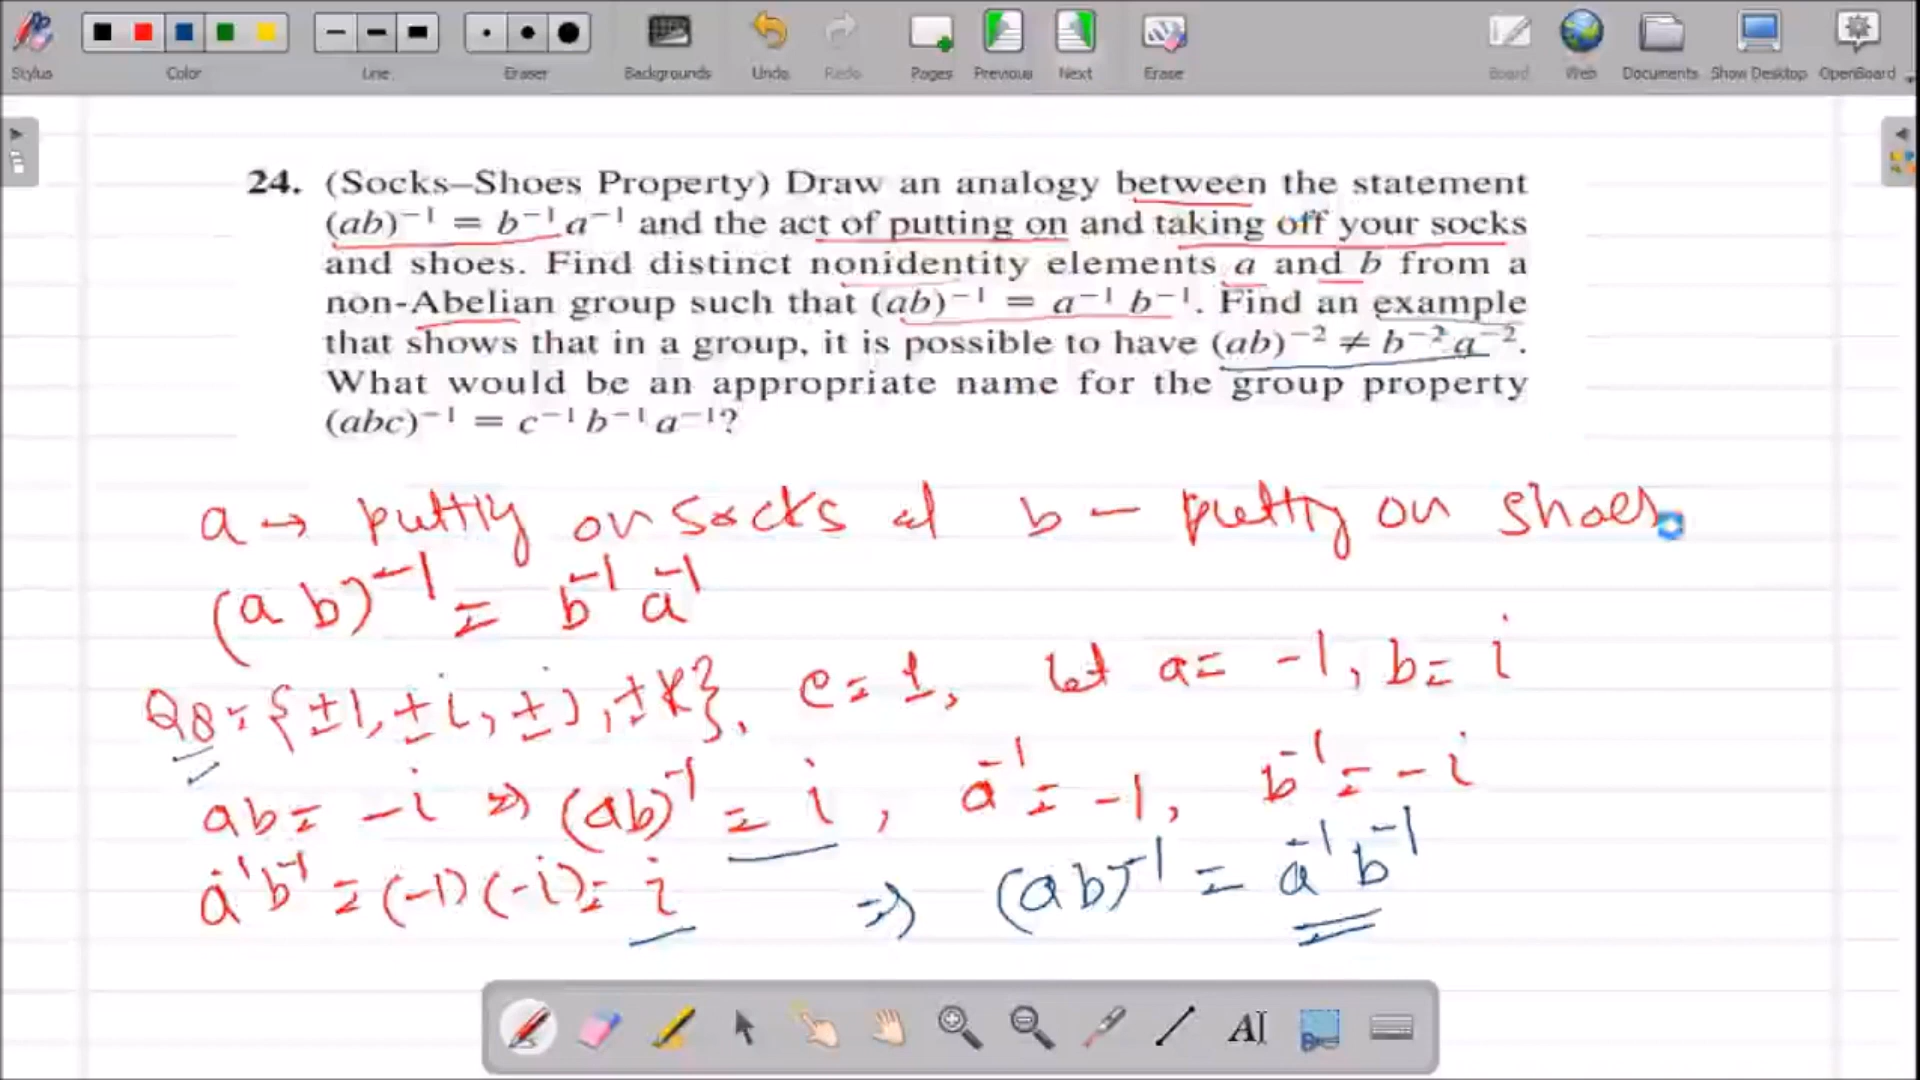 Stylus Color Line Eraser Backgrounds Undo Redo Pages Previous Next Erase Board Web Documents Show Desktop OpenBoard
24. (Socks–Shoes Property) Draw an analogy between the statement
(ab)⁻¹ = b⁻¹a⁻¹ and the act of putting on and taking off your socks
and shoes. Find distinct nonidentity elements a and b from a
non-Abelian group such that (ab)⁻¹ = a⁻¹b⁻¹. Find an example
that shows that in a group, it is possible to have (ab)⁻² ≠ b⁻²a⁻².
What would be an appropriate name for the group property
(abc)⁻¹ = c⁻¹b⁻¹a⁻¹?
a → putting on socks & b – putting on shoes
(ab)⁻¹ = b⁻¹ a⁻¹
Q8 = {±1, ±i, ±j, ±k}, e = 1, let a = -1, b = i
ab = -i ⇒ (ab)⁻¹ = i, a⁻¹ = -1, b⁻¹ = -i
a⁻¹b⁻¹ = (-1)(-i) = i ⇒ (ab)⁻¹ = a⁻¹b⁻¹